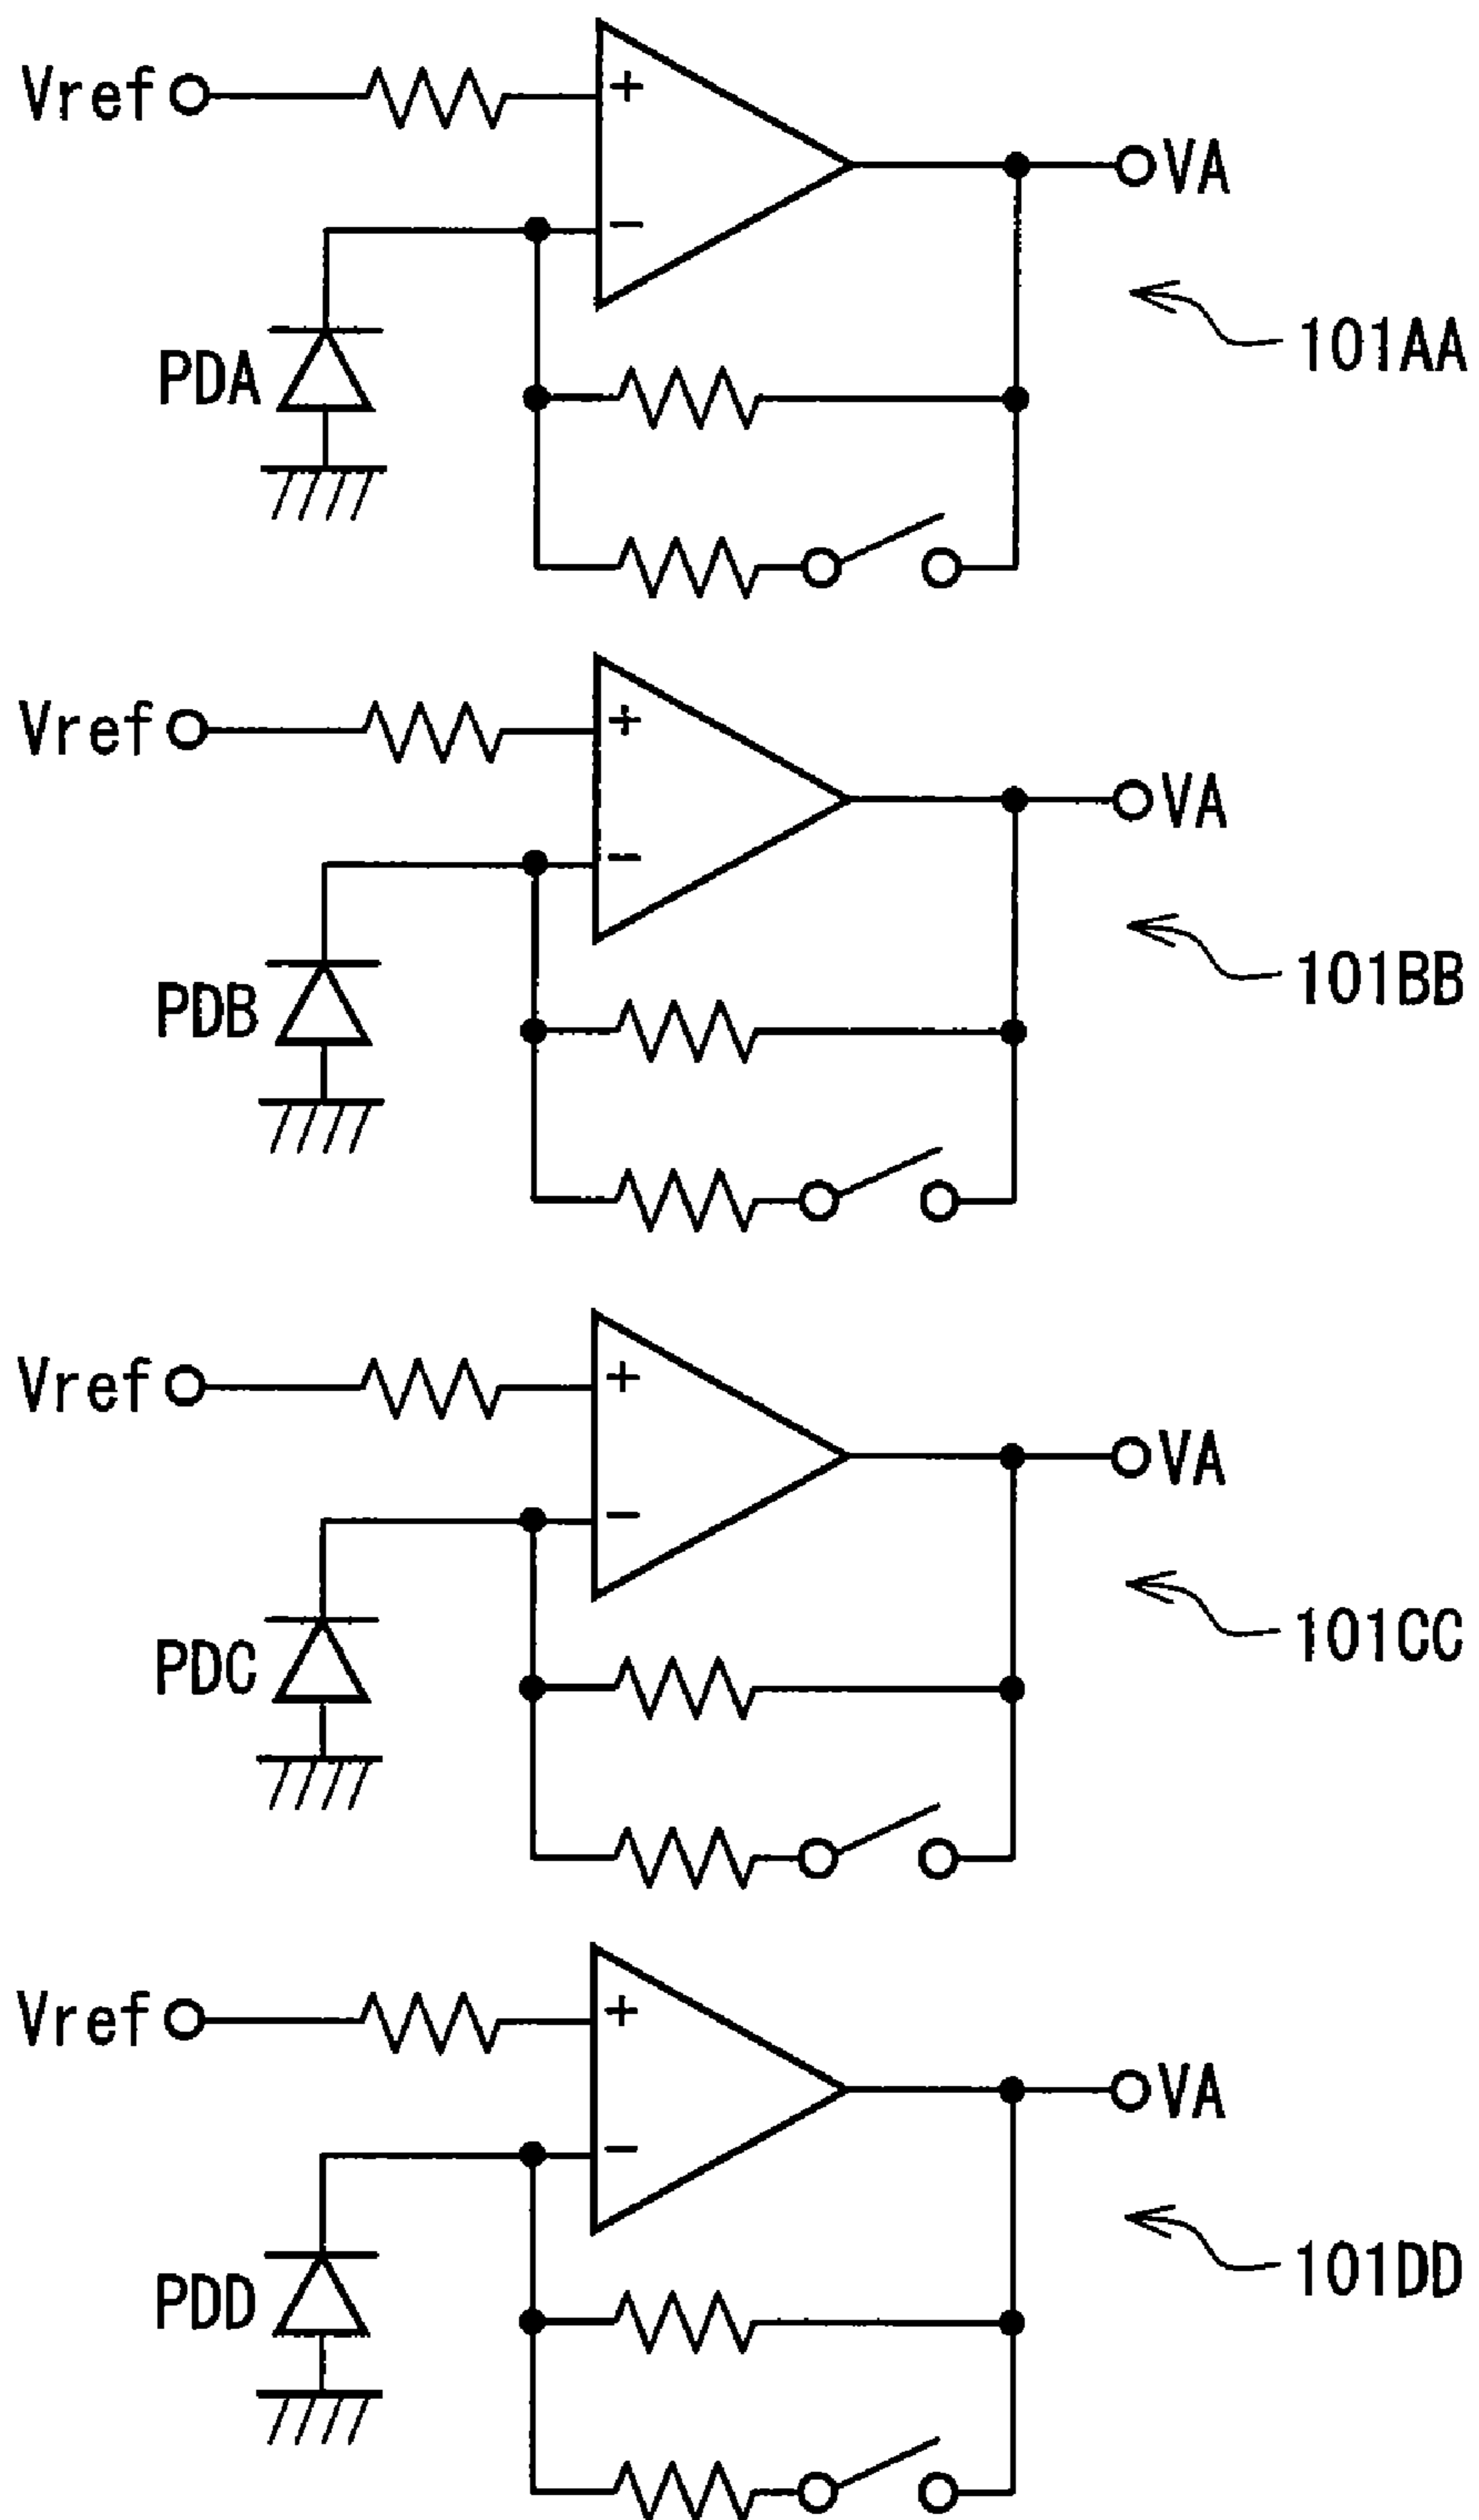 Vref
+
VA
−
101AA
PDA
Vref
+
VA
−
101BB
PDB
Vref
+
VA
−
101CC
PDC
Vref
+
VA
−
101DD
PDD